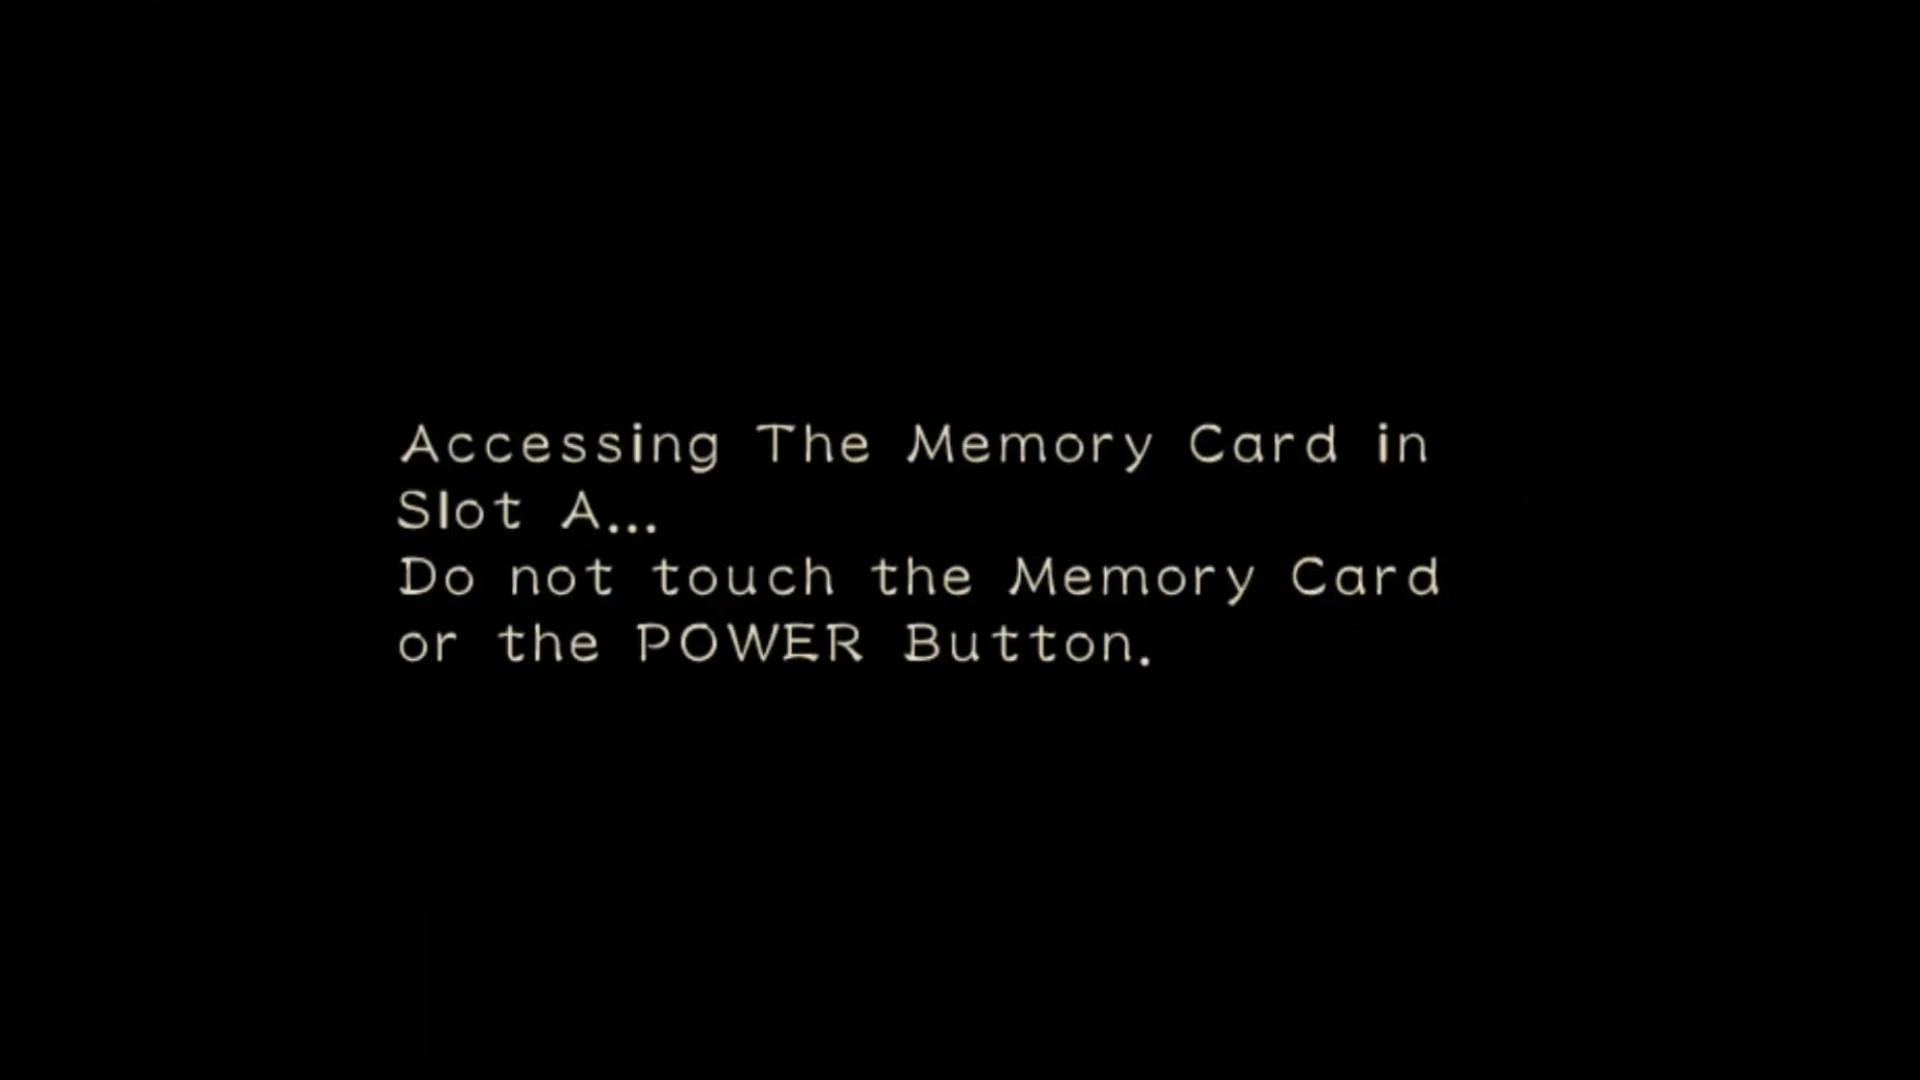 Accessing The Memory Card in
Slot A...
Do not touch the Memory Card
or the POWER Button.